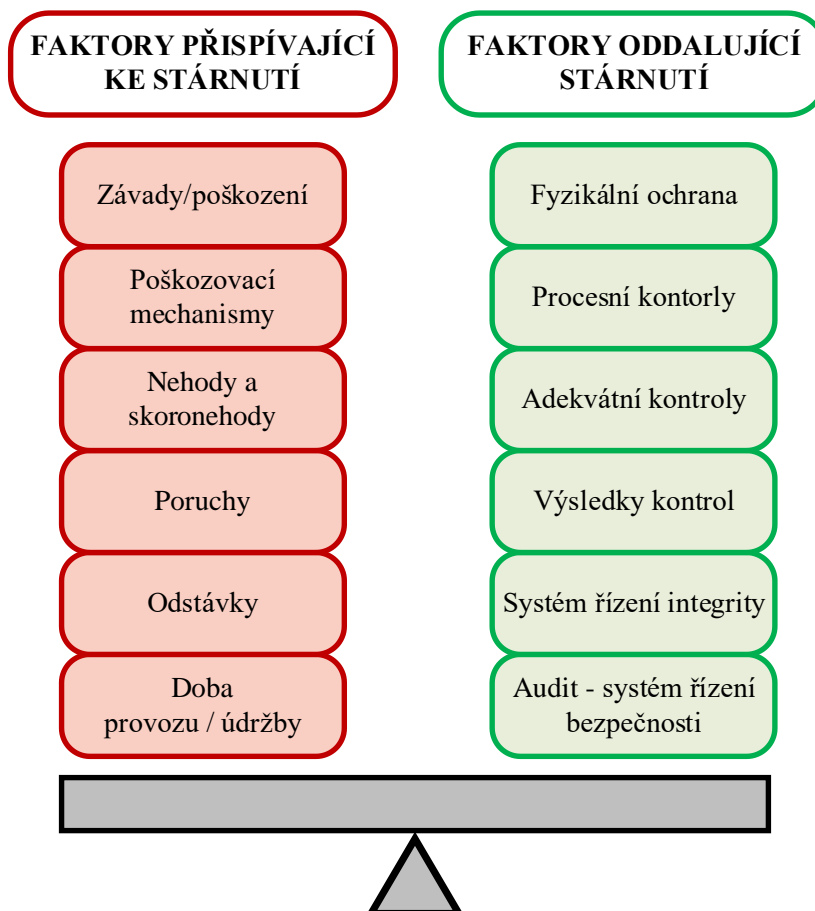 FAKTORY PŘISPÍVAJÍCÍ
KE STÁRNUTÍ
Závady/poškození
Poškozovací
mechanismy
Nehody a
skoronehody
Poruchy
Odstávky
Doba
provozu / údržby
FAKTORY ODDALUJÍCÍ
STÁRNUTÍ
Fyzikální ochrana
Procesní kontorly
Adekvátní kontroly
Výsledky kontrol
Systém řízení integrity
Audit - systém řízení
bezpečnosti